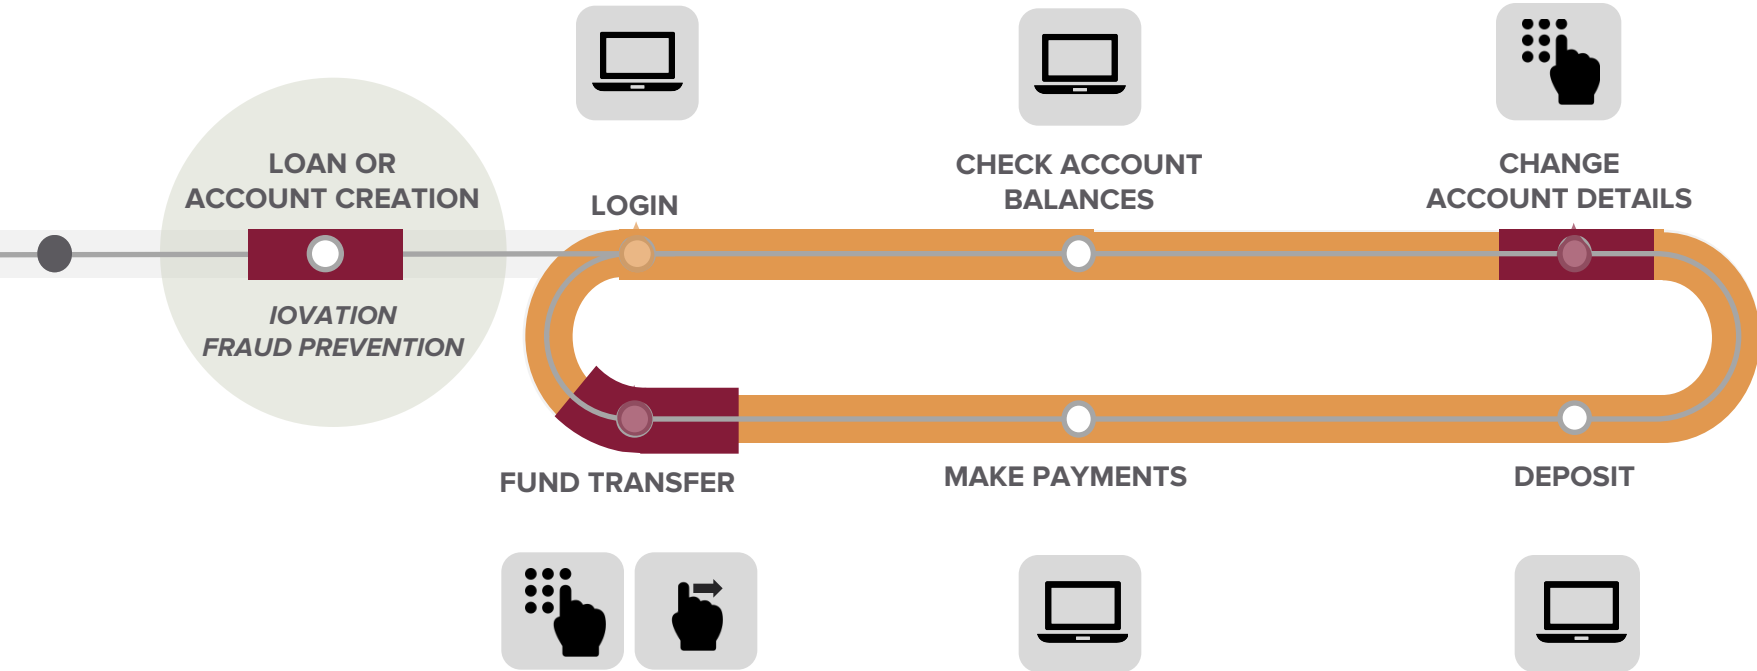 LOAN OR
ACCOUNT CREATION
IOVATION
FRAUD PREVENTION
LOGIN
CHECK ACCOUNT
BALANCES
CHANGE
ACCOUNT DETAILS
FUND TRANSFER
MAKE PAYMENTS
DEPOSIT